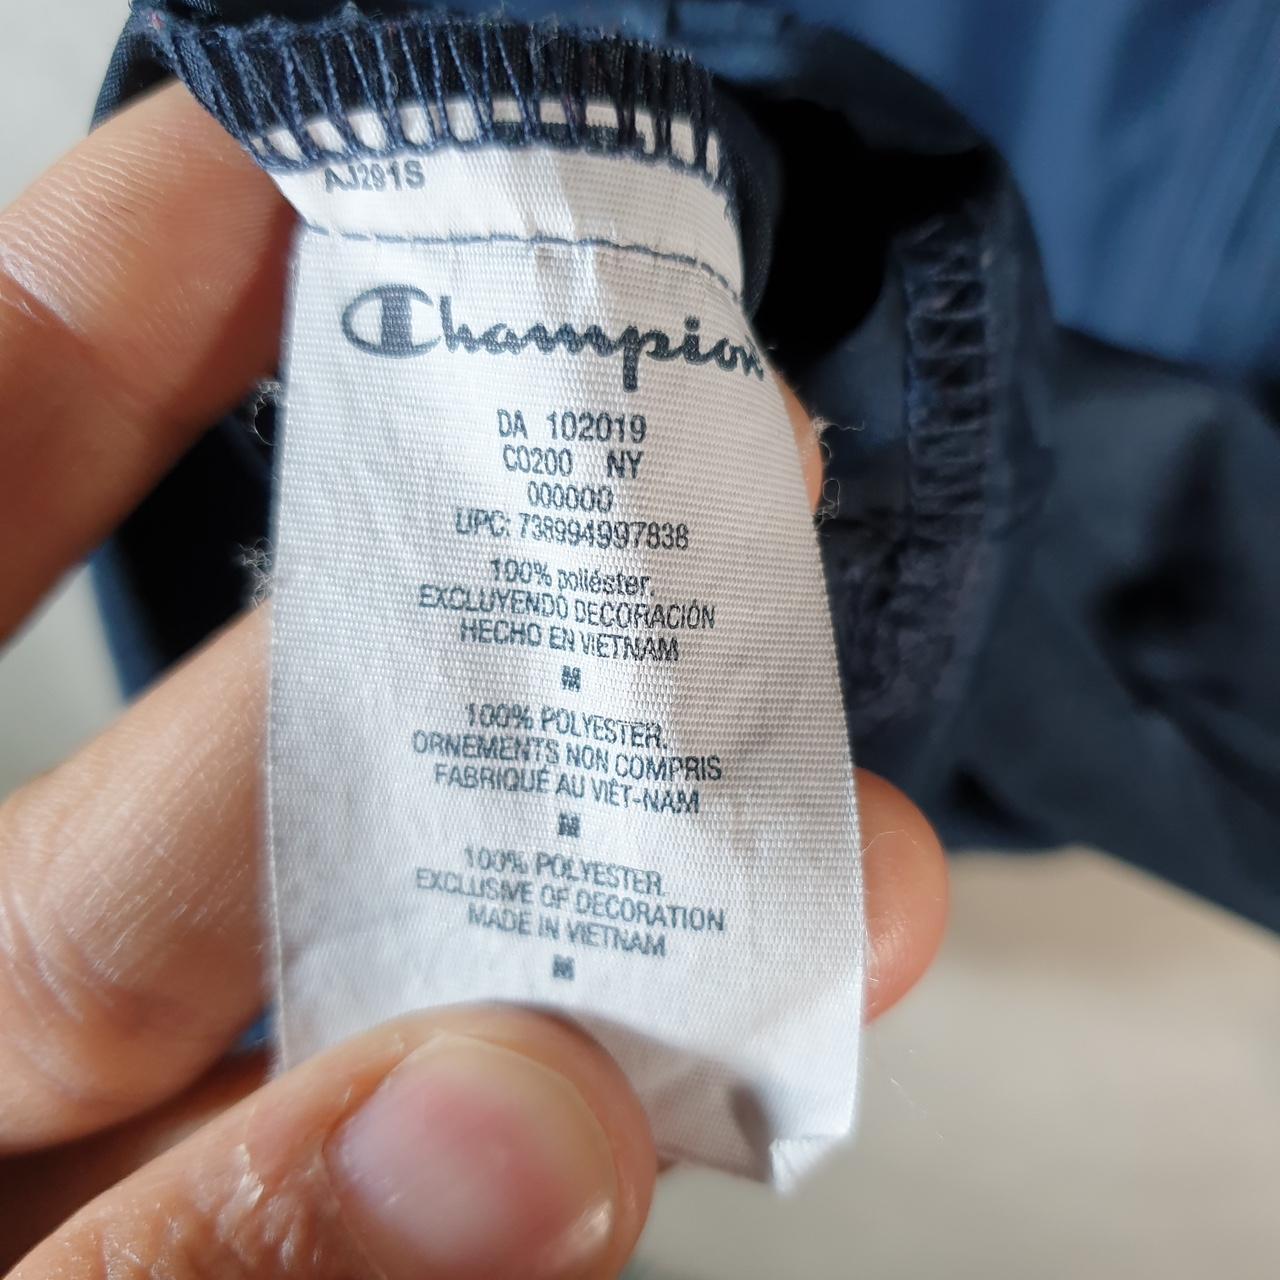 AJ291S
Champion
DA 102019
C0200 NY
000000
UPC: 738994997838
100% poliéster.
EXCLUYENDO DECORACIÓN
HECHO EN VIETNAM
M
100% POLYESTER.
ORNEMENTS NON COMPRIS
FABRIQUÉ AU VIÊT-NAM
M
100% POLYESTER.
EXCLUSIVE OF DECORATION
MADE IN VIETNAM
M